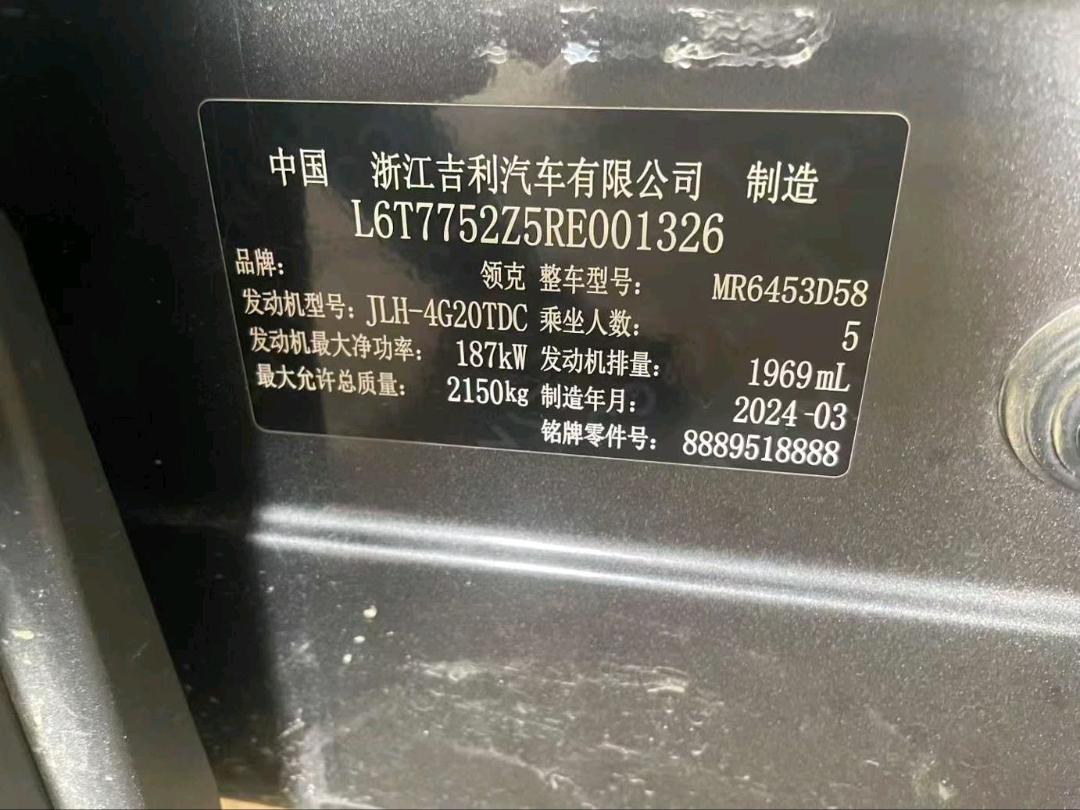 中国 浙江吉利汽车有限公司 制造
L6T7752Z5RE001326
品牌: 领克 整车型号: MR6453D58
发动机型号: JLH-4G20TDC 乘坐人数: 5
发动机最大净功率: 187kW 发动机排量: 1969mL
最大允许总质量: 2150kg 制造年月: 2024-03
铭牌零件号: 8889518888